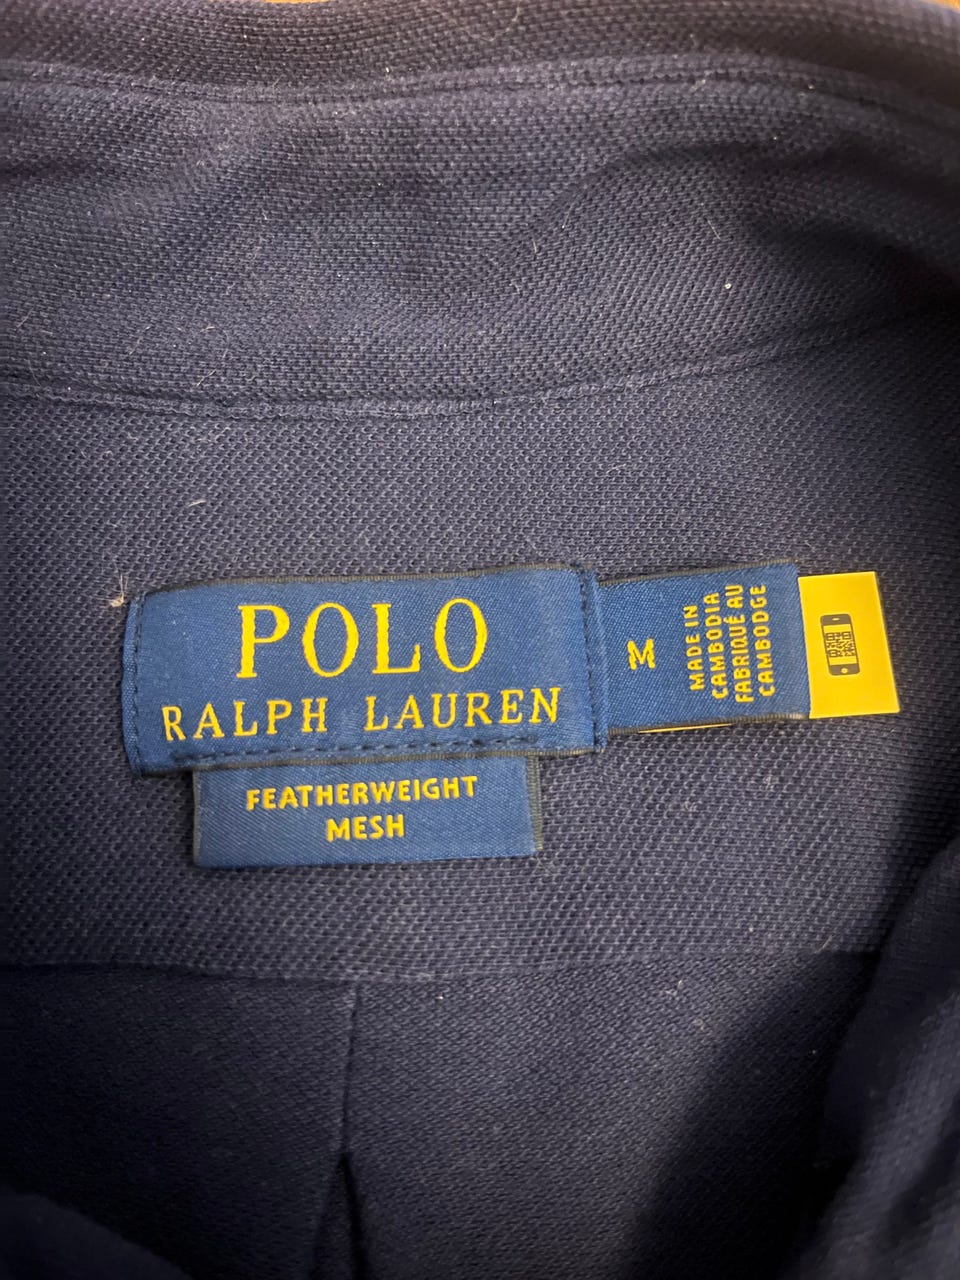 POLO
RALPH LAUREN
FEATHERWEIGHT
MESH
M
MADE IN
CAMBODIA
FABRIQUÉ AU
CAMBODGE